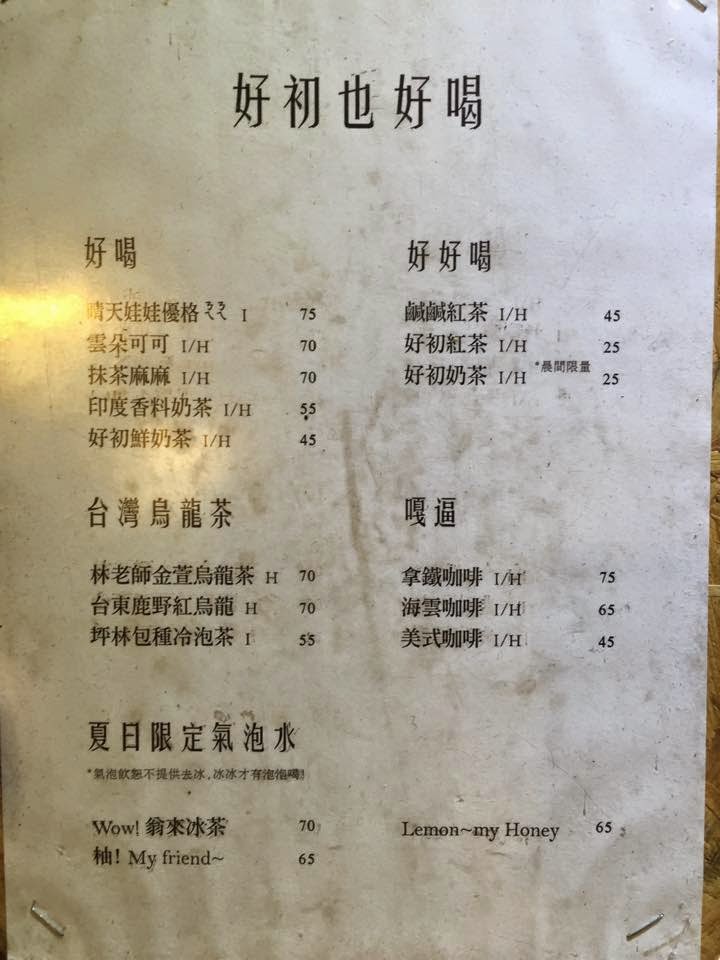 好初也好喝
好喝
晴天娃娃優格ㄋㄋ I 75
雲朵可可 I/H 70
抹茶麻麻 I/H 70
印度香料奶茶 I/H 55
好初鮮奶茶 I/H 45
好好喝
鹹鹹紅茶 I/H 45
好初紅茶 I/H 25
*晨間限量
好初奶茶 I/H 25
台灣烏龍茶
林老師金萱烏龍茶 H 70
台東鹿野紅烏龍 H 70
坪林包種冷泡茶 I 55
嘎逼
拿鐵咖啡 I/H 75
海雲咖啡 I/H 65
美式咖啡 I/H 45
夏日限定氣泡水
*氣泡飲恕不提供去冰,冰冰才有泡泡喝!
Wow! 翁來冰茶 70
柚! My friend~ 65
Lemon~my Honey 65